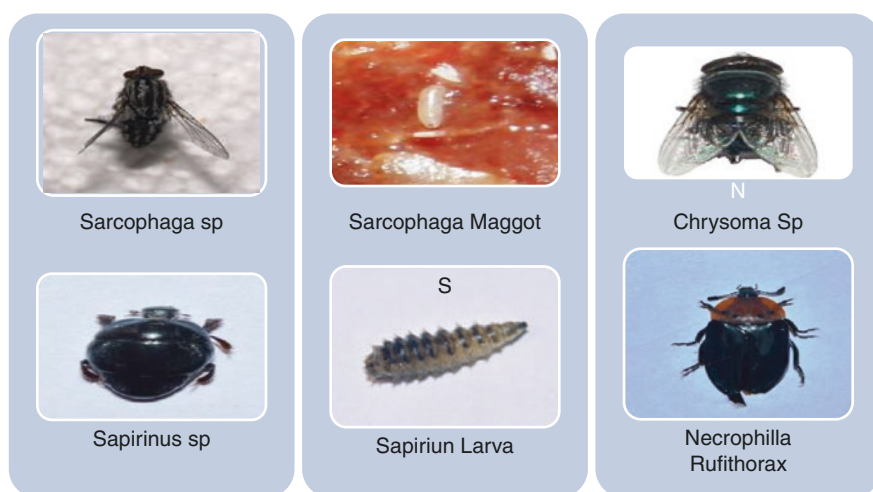 Sarcophaga sp
Sarcophaga Maggot
N
Chrysoma Sp
S
Sapirinus sp
Sapiriun Larva
Necrophilla
Rufithorax